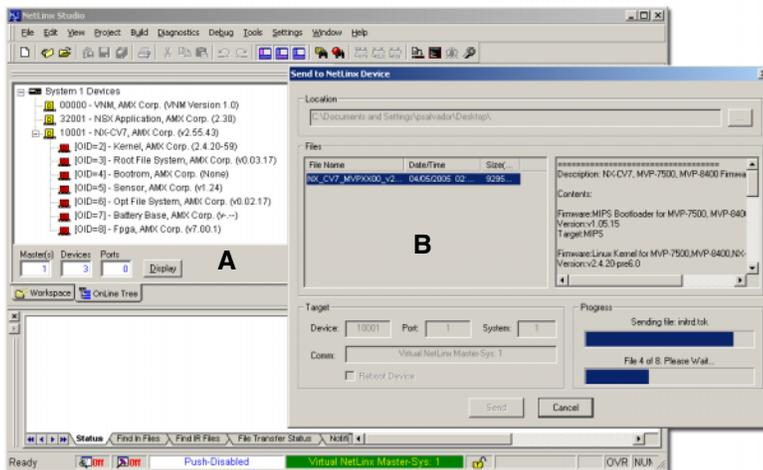 NetLinx Studio
File Edit View Project Build Diagnostics Debug Tools Settings Window Help
System 1 Devices
00000 - VNM, AMX Corp. (VNM Version 1.0)
32001 - NSX Application, AMX Corp. (2.30)
10001 - NX-CV7, AMX Corp. (v2.55.43)
[OID=2] - Kernel, AMX Corp. (2.4.20-59)
[OID=3] - Root File System, AMX Corp. (v0.03.17)
[OID=4] - Bootrom, AMX Corp. (None)
[OID=5] - Sensor, AMX Corp. (v1.24)
[OID=6] - Opt File System, AMX Corp. (v0.02.17)
[OID=7] - Battery Base, AMX Corp. (v-.--)
[OID=8] - Fpga, AMX Corp. (v7.00.1)
Master(s) Devices Ports
1 3 0 Display
A
Workspace OnLine Tree
Send to NetLinx Device
Location
C:\Documents and Settings\psalvador\Desktop\
...
Files
File Name Date/Time Size(...
NX_CV7_MVPXX00_v2... 04/05/2005 02:... 9295...
B
====================================
Description: NX-CV7, MVP-7500, MVP-8400 Firmwa
Contents:
Firmware:MIPS Bootloader for MVP-7500, MVP-840
Version:v1.05.15
Target:MIPS
Firmware:Linux Kernel for MVP-7500,MVP-8400,NX-
Version:v2.4.20-pre6.0
Target
Device: 10001 Port: 1 System: 1
Comm: Virtual NetLinx Master-Sys: 1
Reboot Device
Progress
Sending file: initrd.tsk
File 4 of 8. Please Wait...
Send Cancel
Status Find In Files Find IR Files File Transfer Status Notifi
Ready Off Off Push-Disabled Virtual NetLinx Master-Sys: 1 OVR NUM